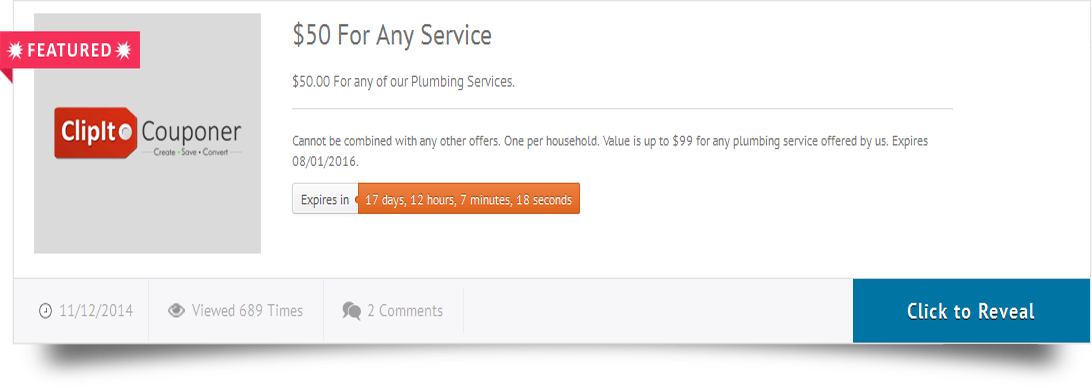 FEATURED
ClipIt Couponer
Create • Save • Convert
$50 For Any Service
$50.00 For any of our Plumbing Services.
Cannot be combined with any other offers. One per household. Value is up to $99 for any plumbing service offered by us. Expires
08/01/2016.
Expires in 17 days, 12 hours, 7 minutes, 18 seconds
11/12/2014 Viewed 689 Times 2 Comments Click to Reveal